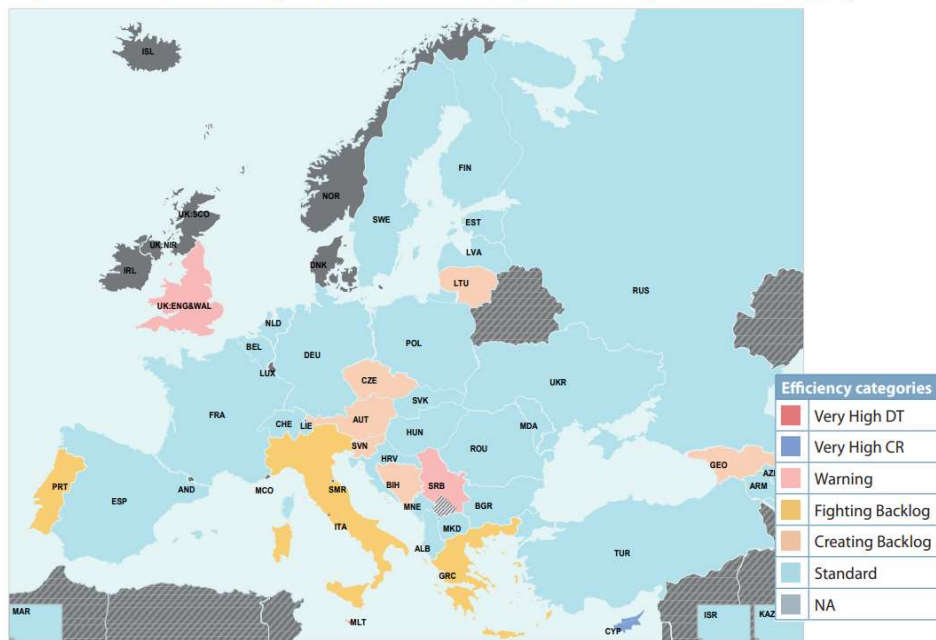 ISL
NOR
FIN
SWE
UK:SCO
EST
UK:NIR
LVA
IRL
DNK
LTU
RUS
UK:ENG&WAL
NLD
BEL
DEU
POL
LUX
CZE
UKR
SVK
FRA
AUT
CHE
LIE
HUN
MDA
SVN
ROU
HRV
GEO
PRT
AND
MCO
SMR
BIH
SRB
AZE
ARM
ESP
MNE
BGR
ITA
MKD
ALB
TUR
GRC
MAR
MLT
CYP
ISR
KAZ
Efficiency categories
Very High DT
Very High CR
Warning
Fighting Backlog
Creating Backlog
Standard
NA